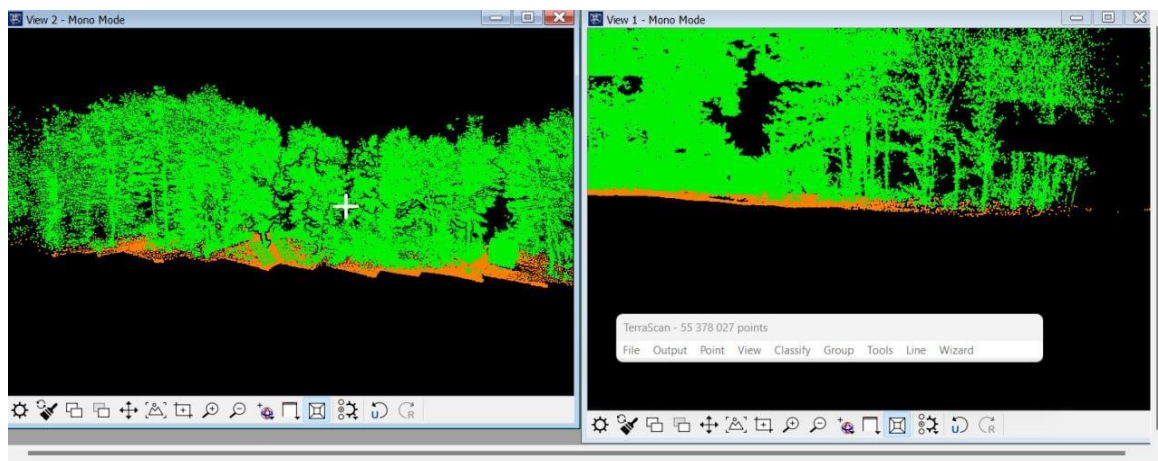 View 2 - Mono Mode
View 1 - Mono Mode
TerraScan - 55 378 027 points
File Output Point View Classify Group Tools Line Wizard
U R
U R